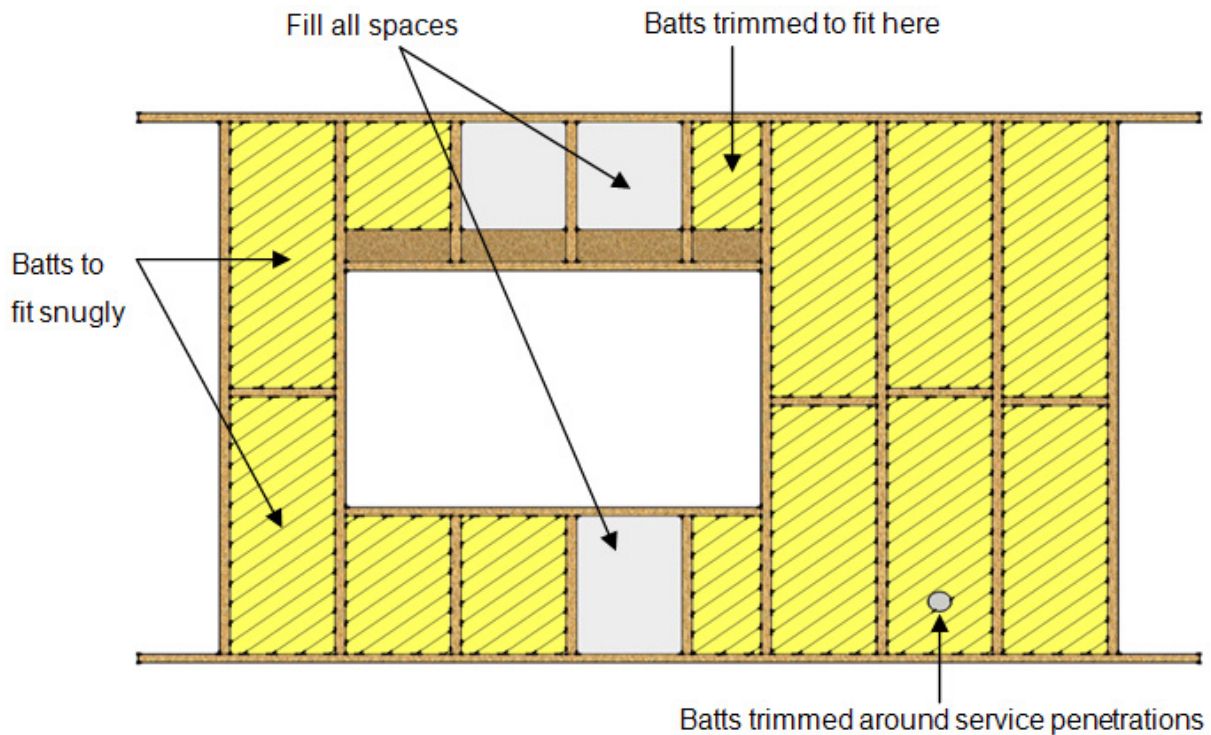 Fill all spaces
Batts trimmed to fit here
Batts to
fit snugly
Batts trimmed around service penetrations